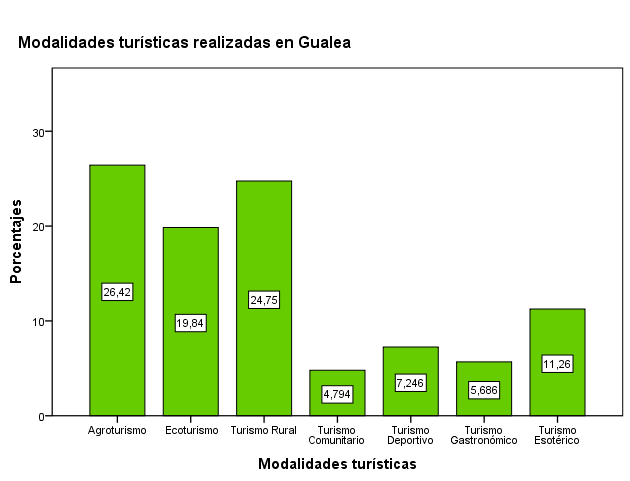 Modalidades turísticas realizadas en Gualea
Porcentajes
30
20
10
0
26,42
19,84
24,75
4,794
7,246
5,686
11,26
Agroturismo
Ecoturismo
Turismo Rural
Turismo
Comunitario
Turismo
Deportivo
Turismo
Gastronómico
Turismo
Esotérico
Modalidades turísticas